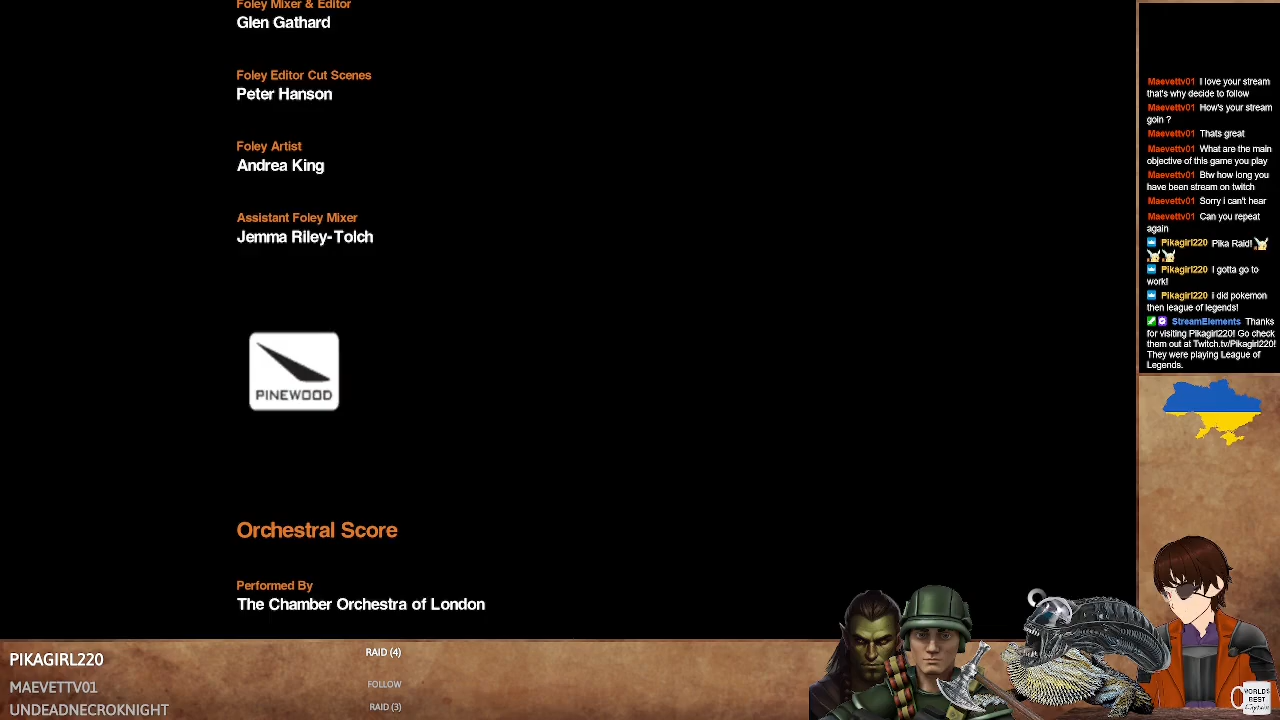 Foley Mixer & Editor
Glen Gathard
Foley Editor Cut Scenes
Peter Hanson
Foley Artist
Andrea King
Assistant Foley Mixer
Jemma Riley-Tolch
PINEWOOD
Orchestral Score
Performed By
The Chamber Orchestra of London
Maevettv01 I love your stream
that's why decide to follow
Maevettv01 How's your stream
goin ?
Maevettv01 Thats great
Maevettv01 What are the main
objective of this game you play
Maevettv01 Btw how long you
have been stream on twitch
Maevettv01 Sorry i can't hear
Maevettv01 Can you repeat
again
Pikagirl220 Pika Raid!
Pikagirl220 I gotta go to
work!
Pikagirl220 i did pokemon
then league of legends!
StreamElements Thanks
for visiting Pikagirl220! Go check
them out at Twitch.tv/Pikagirl220!
They were playing League of
Legends.
PIKAGIRL220 RAID (4)
MAEVETTV01 FOLLOW
UNDEADNECROKNIGHT RAID (3)
WORLD'S
BEST
Captain